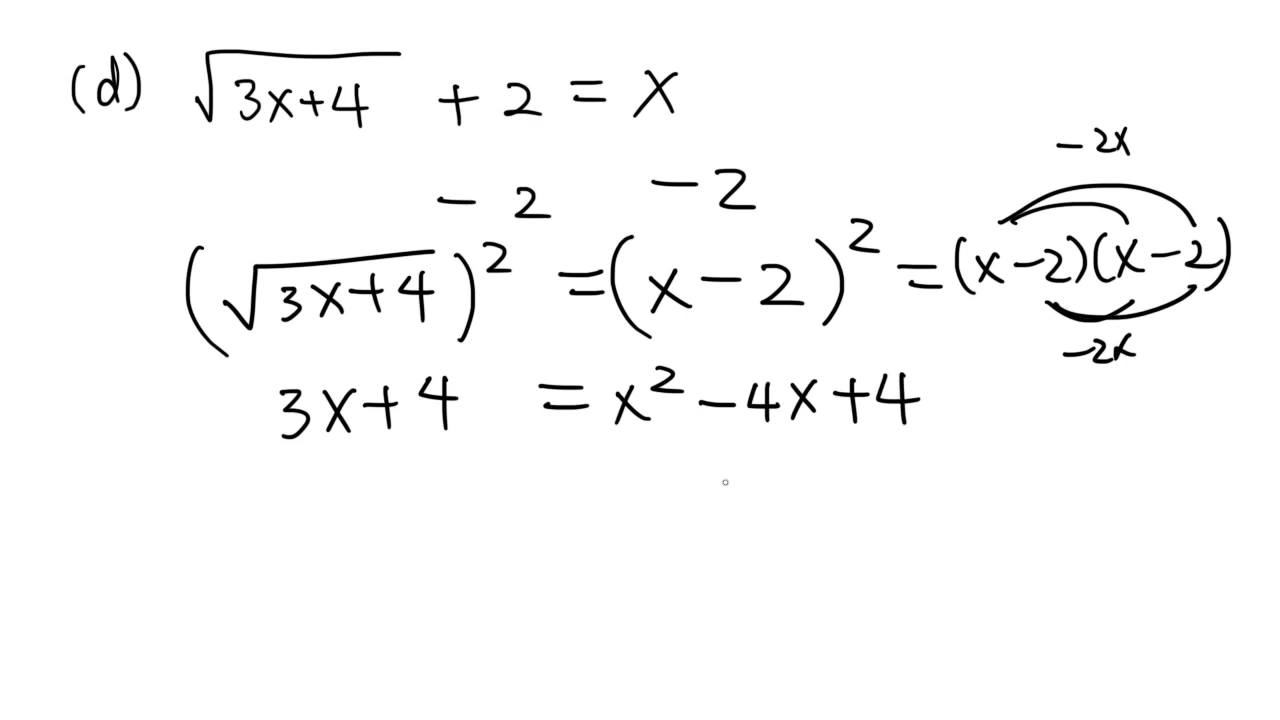 (d) √(3x+4) + 2 = x
- 2 - 2
(√(3x+4))² = (x-2)² = (x-2)(x-2)
-2x
-2x
3x+4 = x²-4x+4